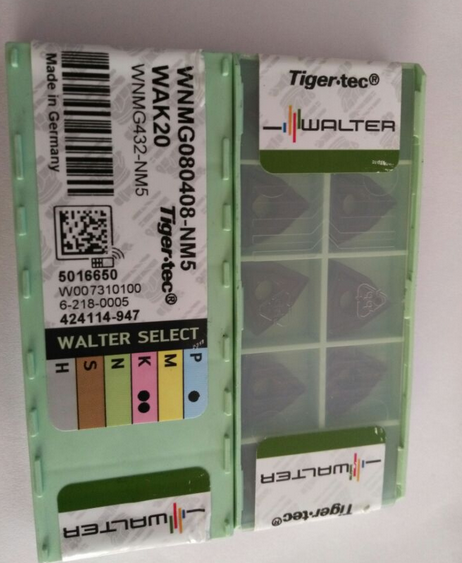 Made in Germany
WNMG080408-NM5
WAK20
WNMG432-NM5
Tiger·tec®
5016650
W007310100
6-218-0005
424114-947
WALTER SELECT
H
S
N
K
M
P
WALTER
Tiger·tec®
WALTER
WALTER
Tiger·tec®